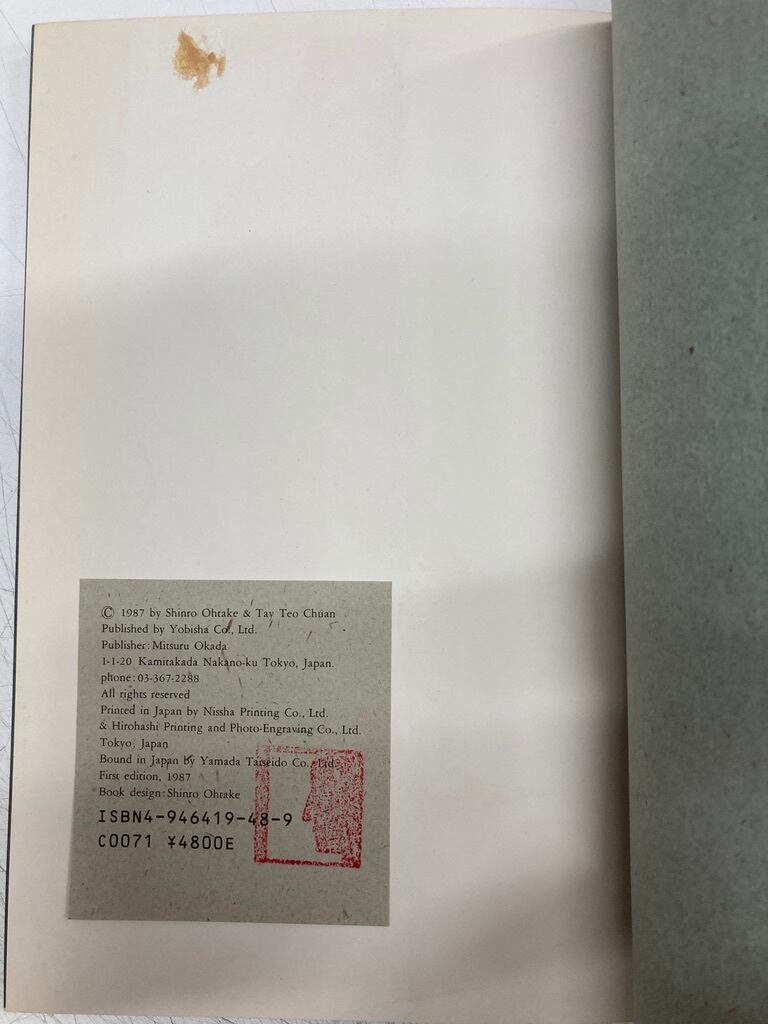 © 1987 by Shinro Ohtake & Tay Teo Chuan
Published by Yobisha Co., Ltd.
Publisher: Mitsuru Okada
1-1-20 Kamitakada Nakano-ku Tokyo, Japan.
phone: 03-367-2288
All rights reserved
Printed in Japan by Nissha Printing Co., Ltd.
& Hirohashi Printing and Photo-Engraving Co., Ltd.
Tokyo, Japan
Bound in Japan by Yamada Taiseido Co., Ltd.
First edition, 1987
Book design: Shinro Ohtake
ISBN4-946419-48-9
C0071 ¥4800E